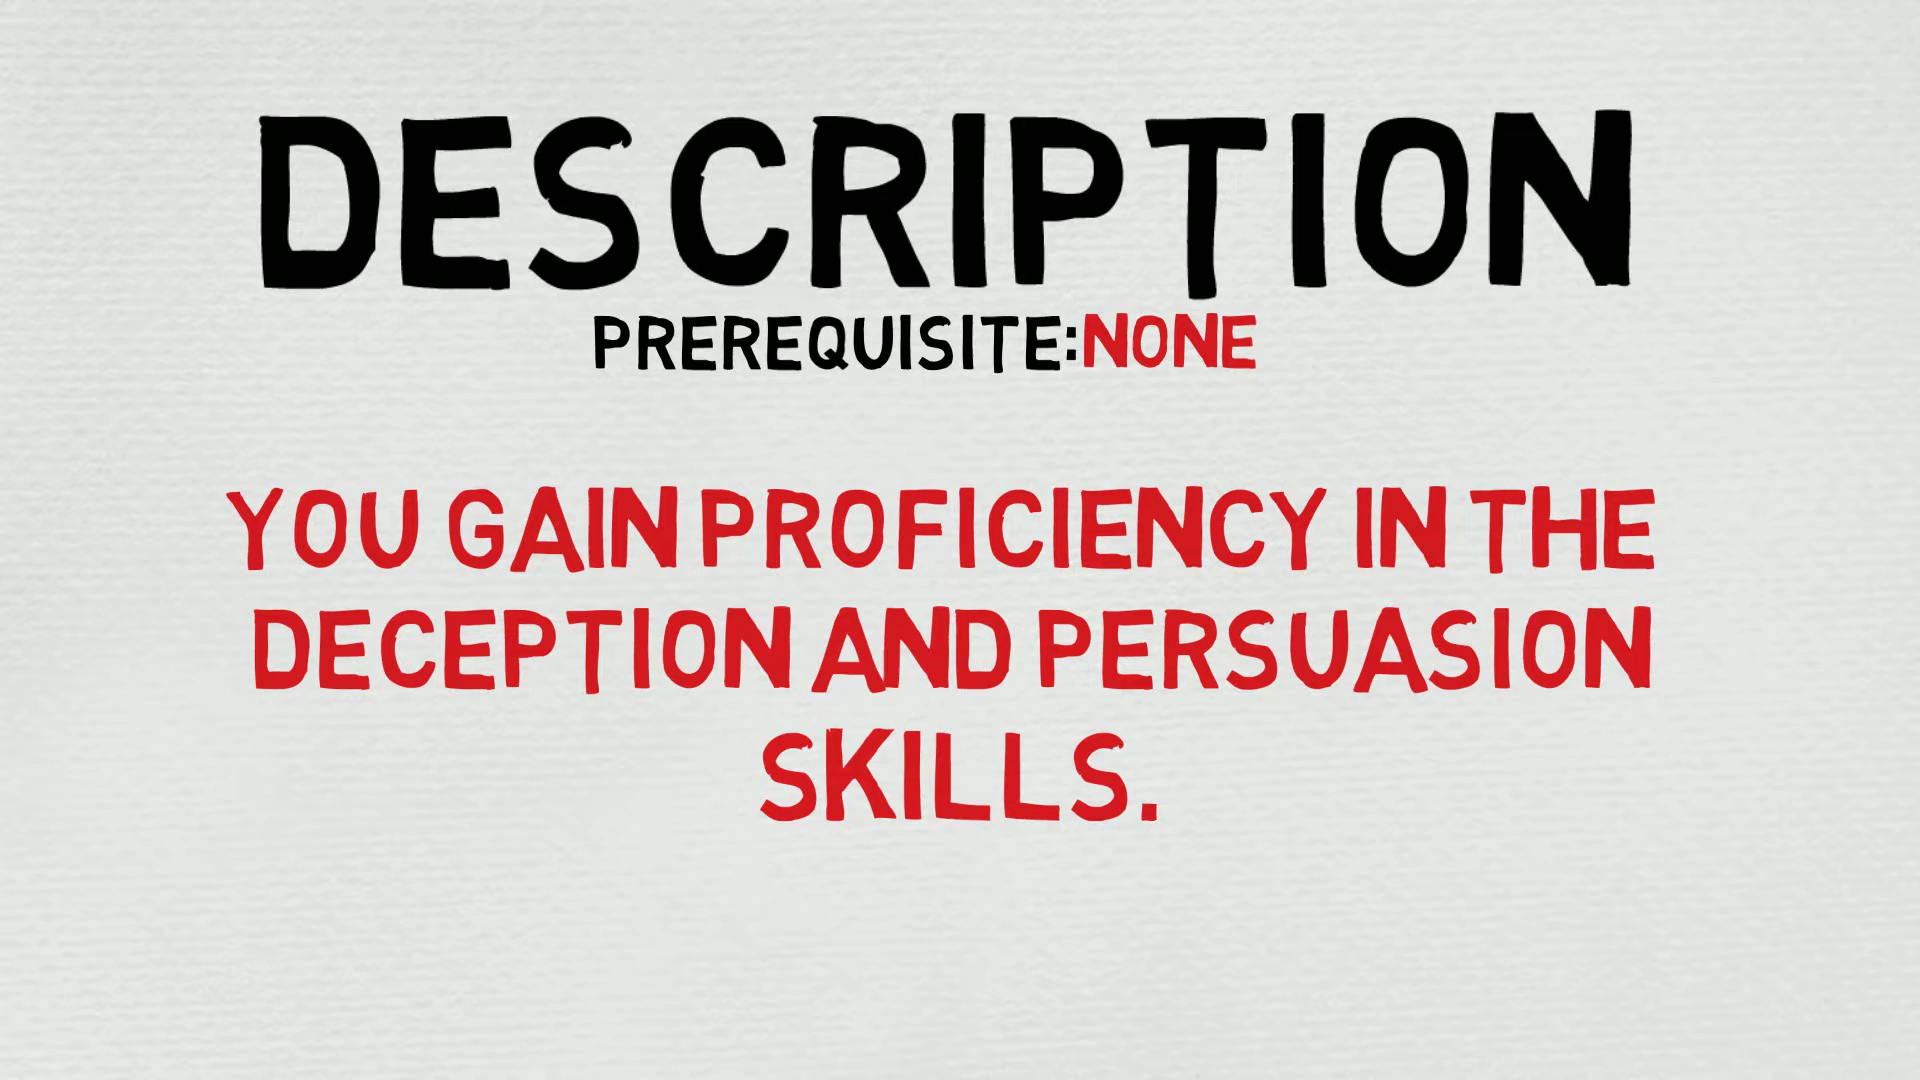 DESCRIPTION
PREREQUISITE:NONE
YOU GAIN PROFICIENCY IN THE
DECEPTION AND PERSUASION
SKILLS.